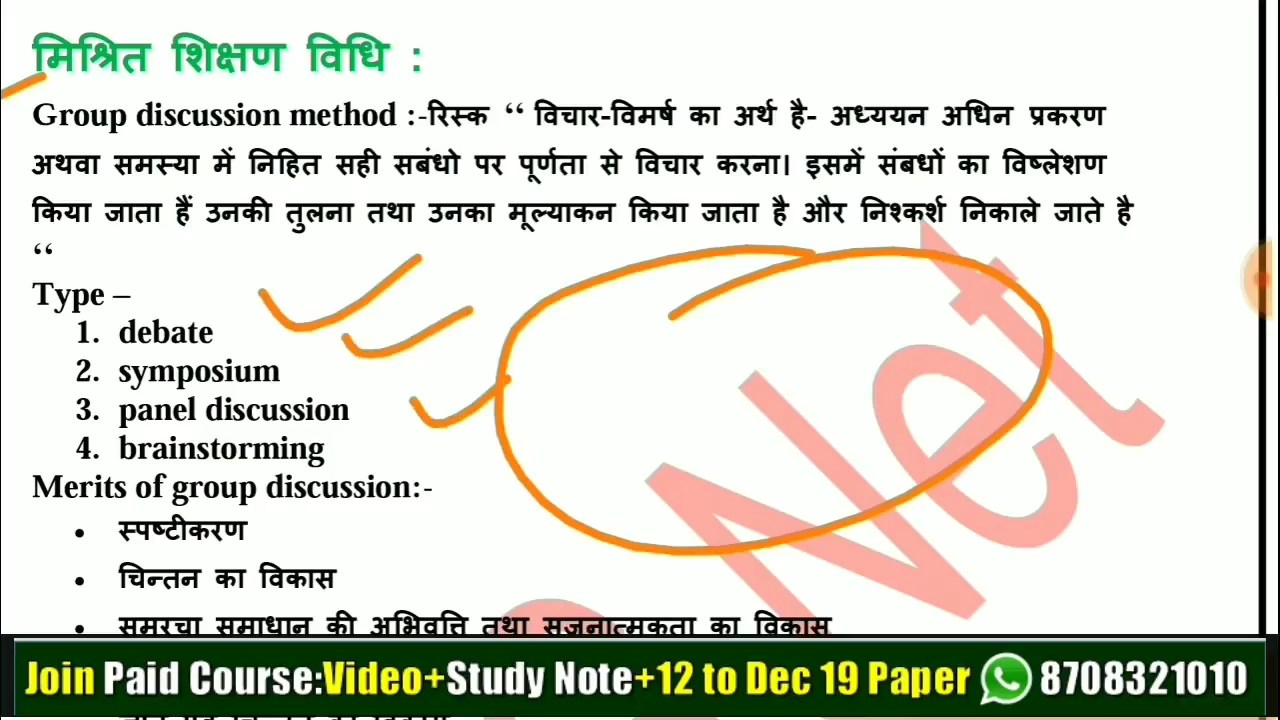 मिश्रित शिक्षण विधि :
Group discussion method :-रिस्क “ विचार-विमर्ष का अर्थ है- अध्ययन अधिन प्रकरण
अथवा समस्या में निहित सही सबंधो पर पूर्णता से विचार करना। इसमें संबधों का विष्लेशण
किया जाता हैं उनकी तुलना तथा उनका मूल्याकन किया जाता है और निश्कर्श निकाले जाते है
“
Type –
1. debate
2. symposium
3. panel discussion
4. brainstorming
Merits of group discussion:-
• स्पष्टीकरण
• चिन्तन का विकास
• समरचा समाधान की अभिवृत्ति तथा सृजनात्मकता का विकास
Net
Join Paid Course:Video+Study Note+12 to Dec 19 Paper 8708321010